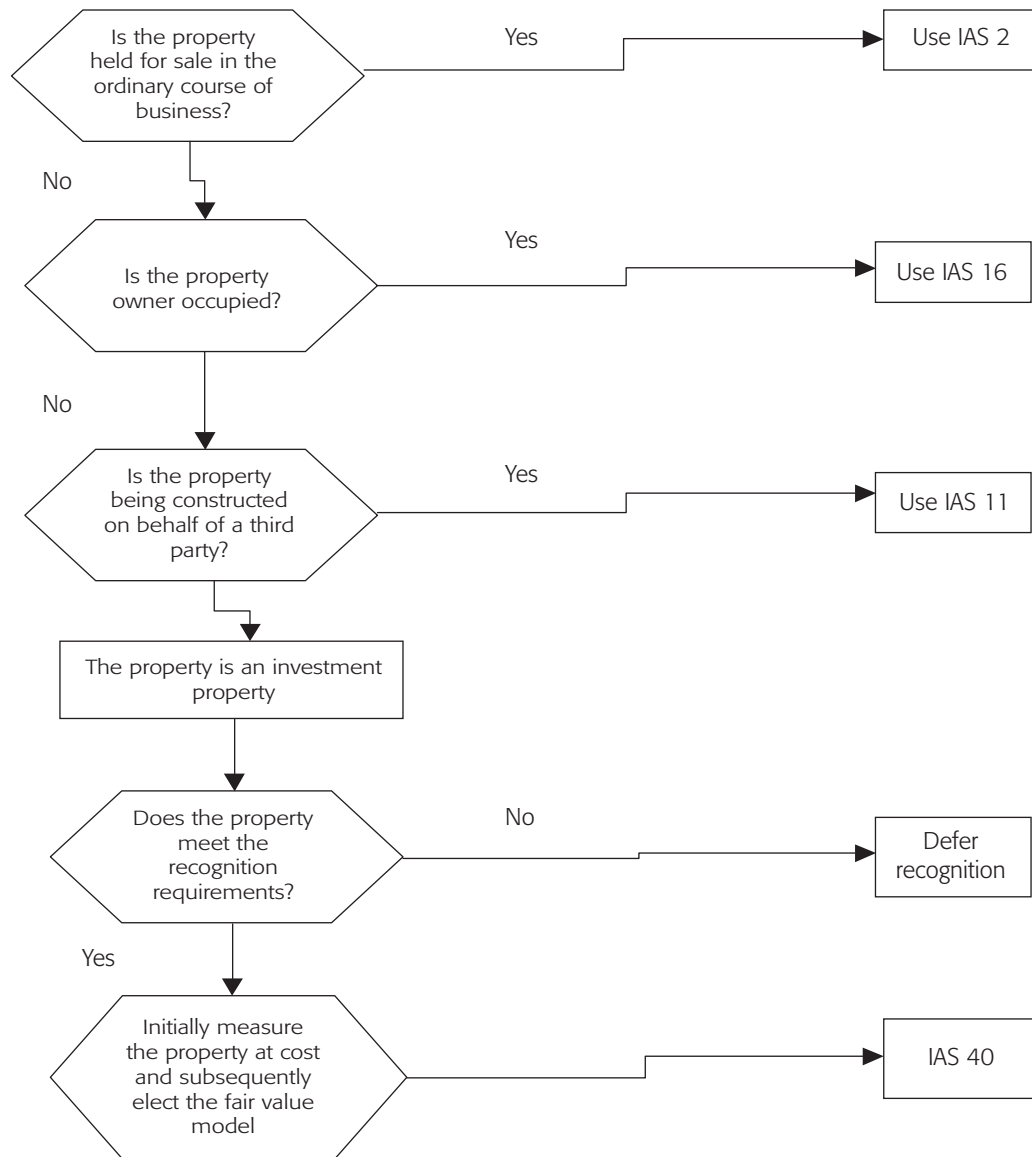 Is the property
held for sale in the
ordinary course of
business?
Yes
Use IAS 2
No
Is the property
owner occupied?
Yes
Use IAS 16
No
Is the property
being constructed
on behalf of a third
party?
Yes
Use IAS 11
The property is an investment
property
Does the property
meet the
recognition
requirements?
No
Defer
recognition
Yes
Initially measure
the property at cost
and subsequently
elect the fair value
model
IAS 40